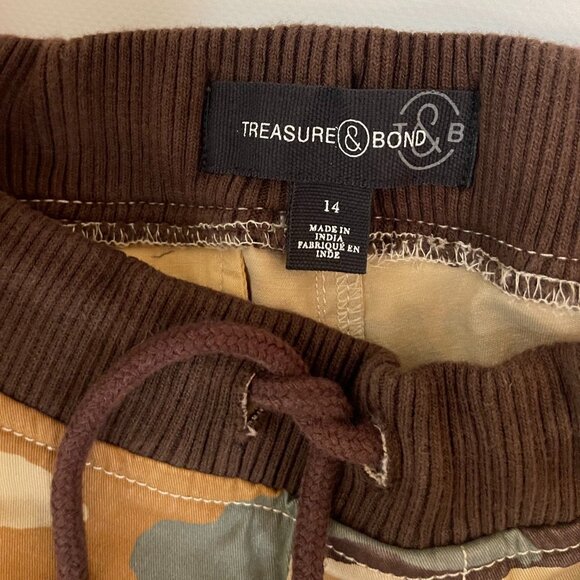 TREASURE & BOND
T & B
14
MADE IN
INDIA
FABRIQUÉ EN
INDE